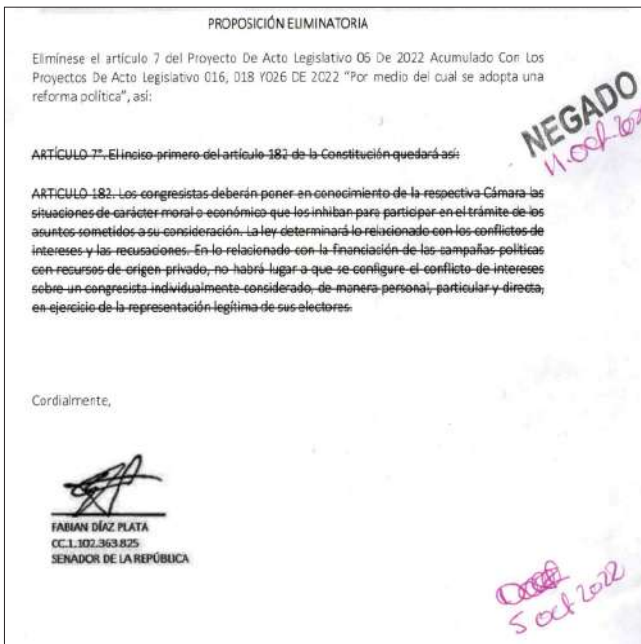 PROPOSICIÓN ELIMINATORIA
Elimínese el artículo 7 del Proyecto De Acto Legislativo 06 De 2022 Acumulado Con Los
Proyectos De Acto Legislativo 016, 018 Y026 DE 2022 "Por medio del cual se adopta una
reforma política", así:
NEGADO
11. oct. 202
ARTÍCULO 7°. El inciso primero del artículo 182 de la Constitución quedará así:
ARTICULO 182. Los congresistas deberán poner en conocimiento de la respectiva Cámara las
situaciones de carácter moral o económico que los inhiban para participar en el trámite de los
asuntos sometidos a su consideración. La ley determinará lo relacionado con los conflictos de
intereses y las recusaciones. En lo relacionado con la financiación de las campañas políticas
con recursos de origen privado, no habrá lugar a que se configure el conflicto de intereses
sobre un congresista individualmente considerado, de manera personal, particular y directa,
en ejercicio de la representación legítima de sus electores.
Cordialmente,
FABIAN DÍAZ PLATA
CC.1.102.363.825
SENADOR DE LA REPÚBLICA
5 oct 2022